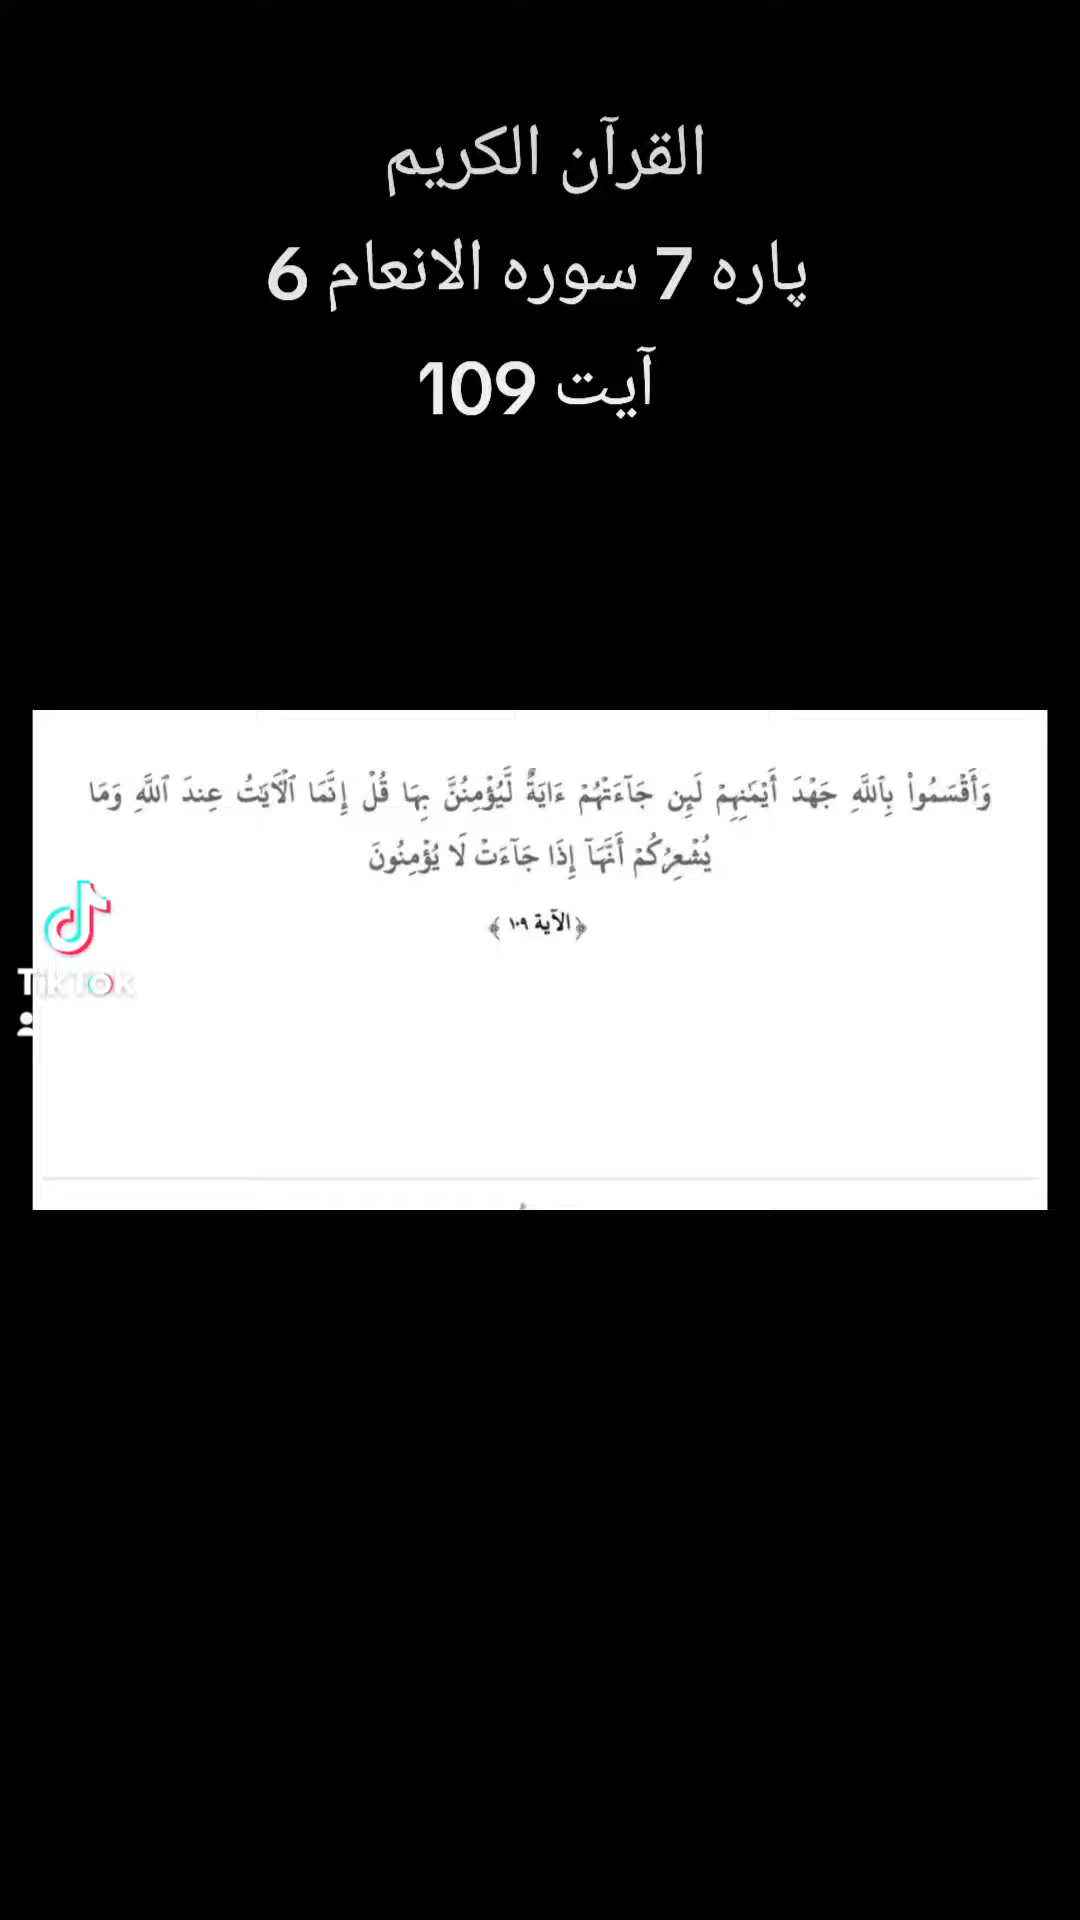 القرآن الكريم
پاره 7 سوره الانعام 6
آيت 109
وَأَقْسَمُوا۟ بِٱللَّهِ جَهْدَ أَيْمَٰنِهِمْ لَئِن جَآءَتْهُمْ ءَايَةٌ لَّيُؤْمِنُنَّ بِهَا قُلْ إِنَّمَا ٱلْءَايَٰتُ عِندَ ٱللَّهِ وَمَا
يُشْعِرُكُمْ أَنَّهَآ إِذَا جَآءَتْ لَا يُؤْمِنُونَ
﴿الآية ١٠٩﴾
TikTok